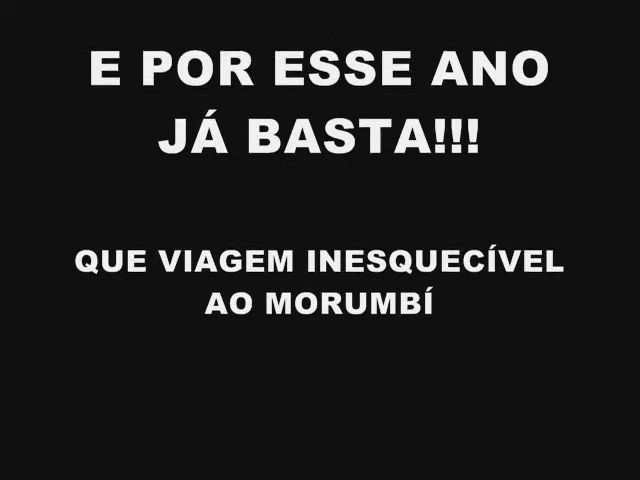 E POR ESSE ANO
JÁ BASTA!!!
QUE VIAGEM INESQUECÍVEL
AO MORUMBÍ